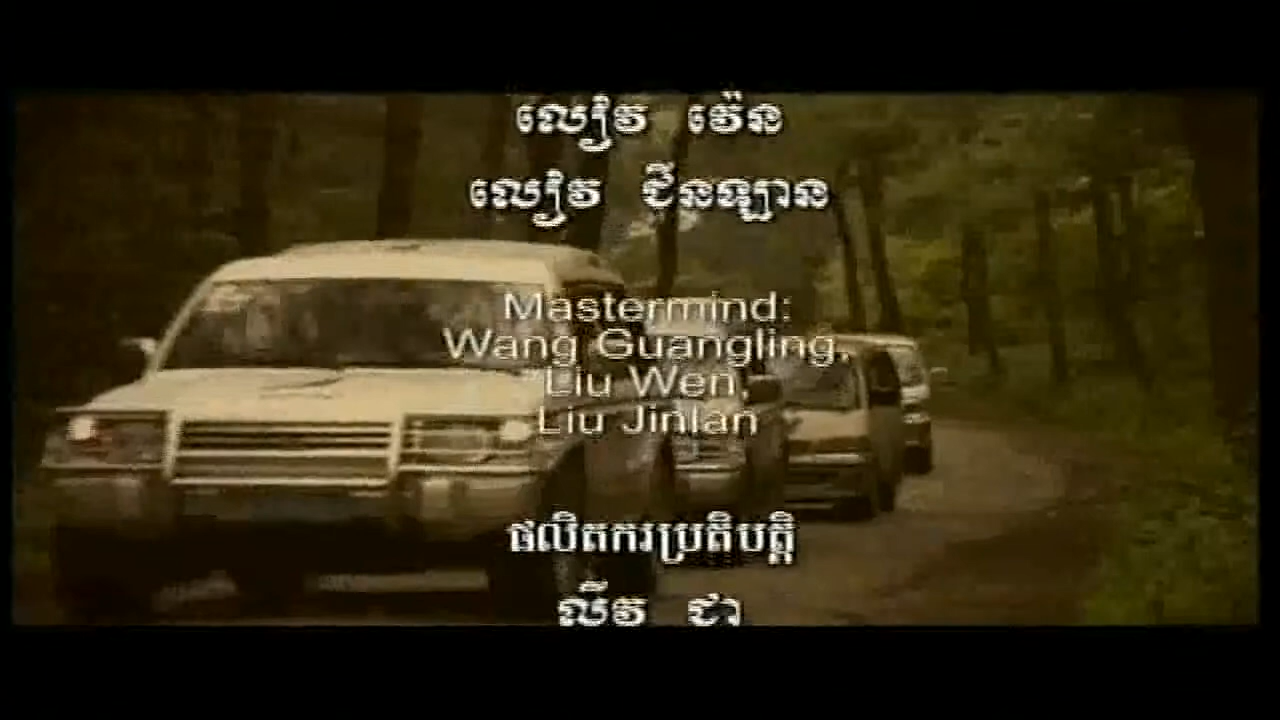 លៀវ វ៉េន
លៀវ ជីនឡាន
Mastermind:
Wang Guangling,
Liu Wen,
Liu Jinlan
ផលិតករប្រតិបត្តិ
លីវ ជា